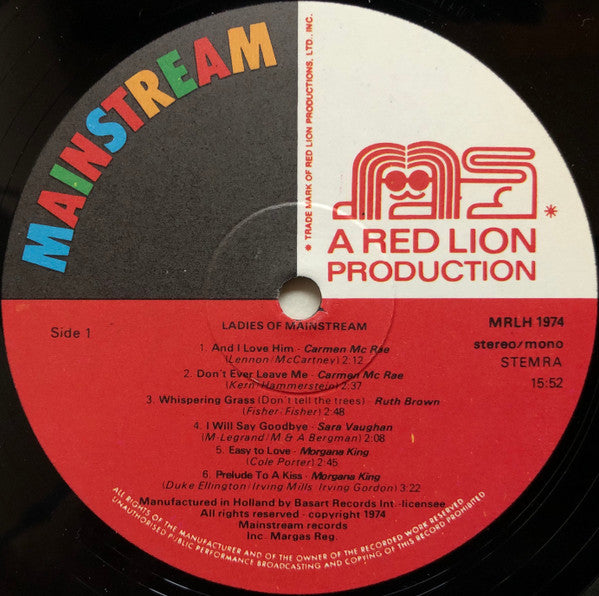 MAINSTREAM
* TRADE MARK OF RED LION PRODUCTIONS, LTD., INC.
*
A RED LION
PRODUCTION
Side 1
LADIES OF MAINSTREAM
MRLH 1974
stereo/mono
STEMRA
15:52
1. And I Love Him - Carmen Mc Rae
(Lennon/McCartney) 2:12
2. Don't Ever Leave Me - Carmen Mc Rae
(Kern-Hammerstein) 2:37
3. Whispering Grass (Don't tell the trees) - Ruth Brown
(Fisher-Fisher) 2:48
4. I Will Say Goodbye - Sara Vaughan
(M-Legrand/M & A Bergman) 2:08
5. Easy to Love - Morgana King
(Cole Porter) 2:45
6. Prelude To A Kiss - Morgana King
(Duke Ellington/Irving Mills-Irving Gordon) 3:22
Manufactured in Holland by Basart Records Int.-licensee
All rights reserved - copyright 1974
Mainstream records
Inc. Margas Reg.
ALL RIGHTS OF THE MANUFACTURER AND OF THE OWNER OF THE RECORDED WORK RESERVED
UNAUTHORISED PUBLIC PERFORMANCE BROADCASTING AND COPYING OF THIS RECORD PROHIBITED